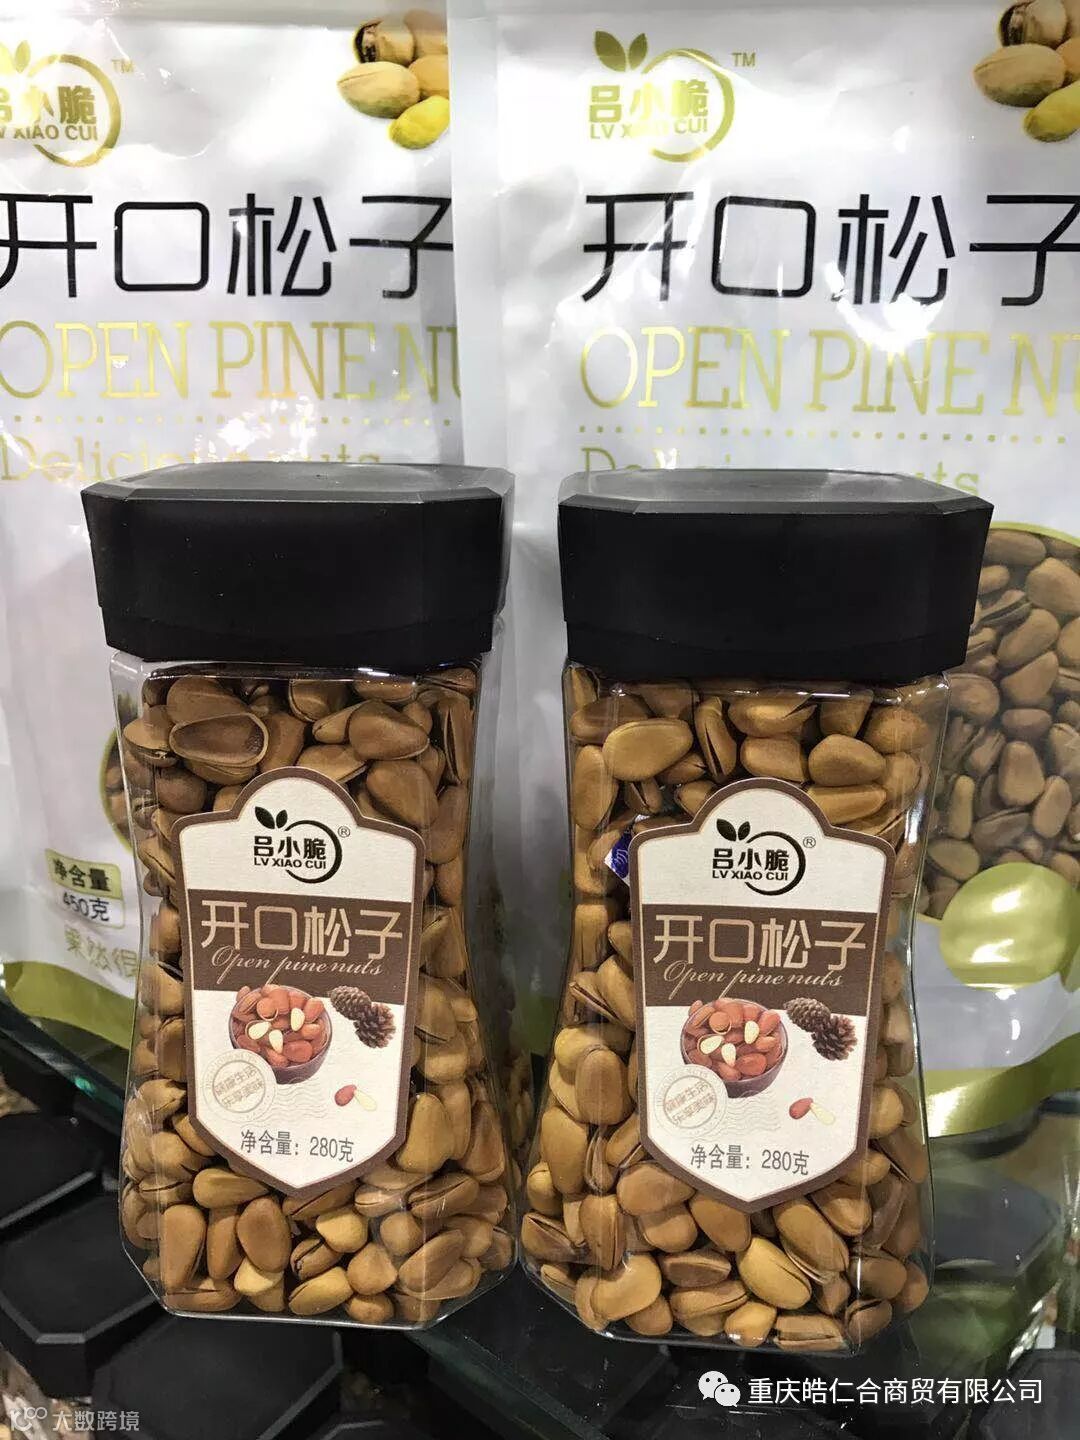 吕小脆
TM
LV XIAO CUI
开口松子
OPEN PINE NU
Delicious nuts
净含量
450克
吕小脆
TM
LV XIAO CUI
开口松子
OPEN PINE NU
吕小脆®
LV XIAO CUI
开口松子
Open pine nuts
净含量：280克
吕小脆®
LV XIAO CUI
开口松子
Open pine nuts
净含量：280克
重庆皓仁合商贸有限公司
大数跨境